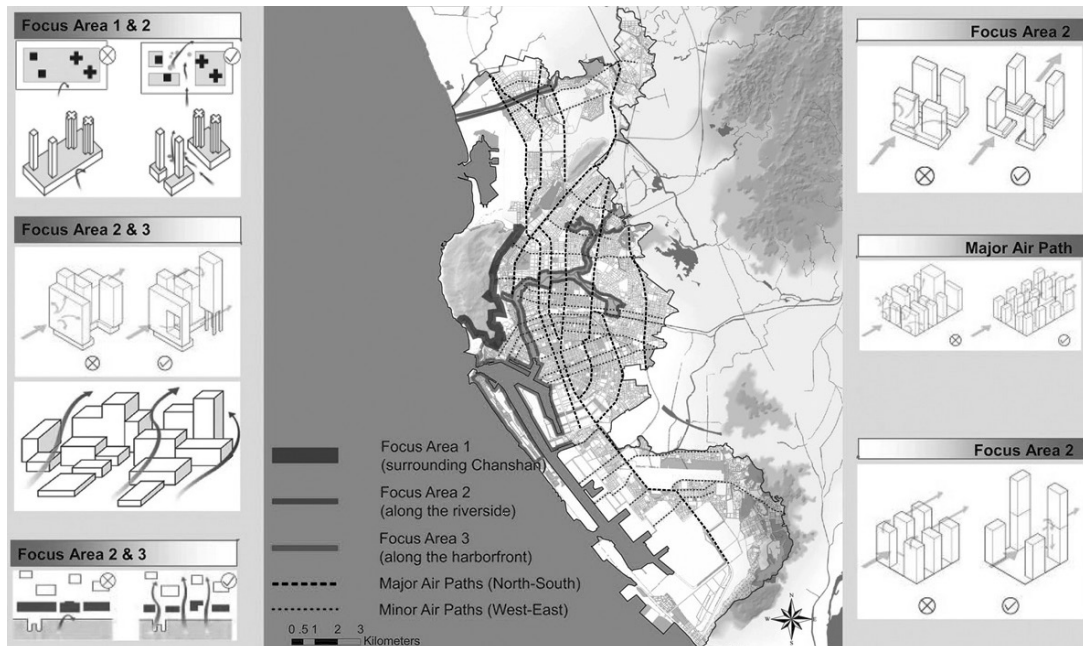 Focus Area 1 & 2
Focus Area 2 & 3
Focus Area 2 & 3
Focus Area 1
(surrounding Chanshan)
Focus Area 2
(along the riverside)
Focus Area 3
(along the harborfront)
Major Air Paths (North-South)
Minor Air Paths (West-East)
0 .5 1 2 3
Kilometers
N
W E
S
Focus Area 2
Major Air Path
Focus Area 2